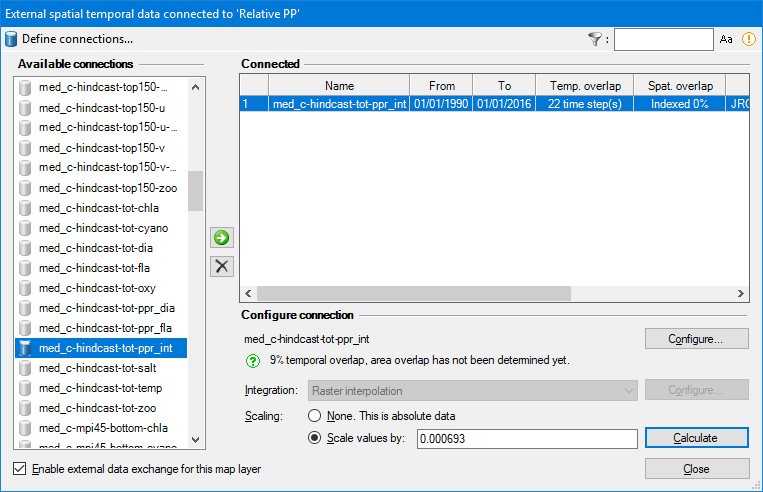 External spatial temporal data connected to 'Relative PP'
Define connections...
:
Aa
Available connections
med_c-hindcast-top150-...
med_c-hindcast-top150-u
med_c-hindcast-top150-u-...
med_c-hindcast-top150-v
med_c-hindcast-top150-v-...
med_c-hindcast-top150-zoo
med_c-hindcast-tot-chla
med_c-hindcast-tot-cyano
med_c-hindcast-tot-dia
med_c-hindcast-tot-fla
med_c-hindcast-tot-oxy
med_c-hindcast-tot-ppr_dia
med_c-hindcast-tot-ppr_fla
med_c-hindcast-tot-ppr_int
med_c-hindcast-tot-salt
med_c-hindcast-tot-temp
med_c-hindcast-tot-zoo
med_c-mpi45-bottom-chla
med_c-mpi45-bottom-cyano
Connected
Name From To Temp. overlap Spat. overlap
1 med_c-hindcast-tot-ppr_int 01/01/1990 01/01/2016 22 time step(s) Indexed 0% JRC
Configure connection
med_c-hindcast-tot-ppr_int
Configure...
9% temporal overlap, area overlap has not been determined yet.
Integration: Raster interpolation Configure...
Scaling: None. This is absolute data
Scale values by: 0.000693 Calculate
Enable external data exchange for this map layer
Close